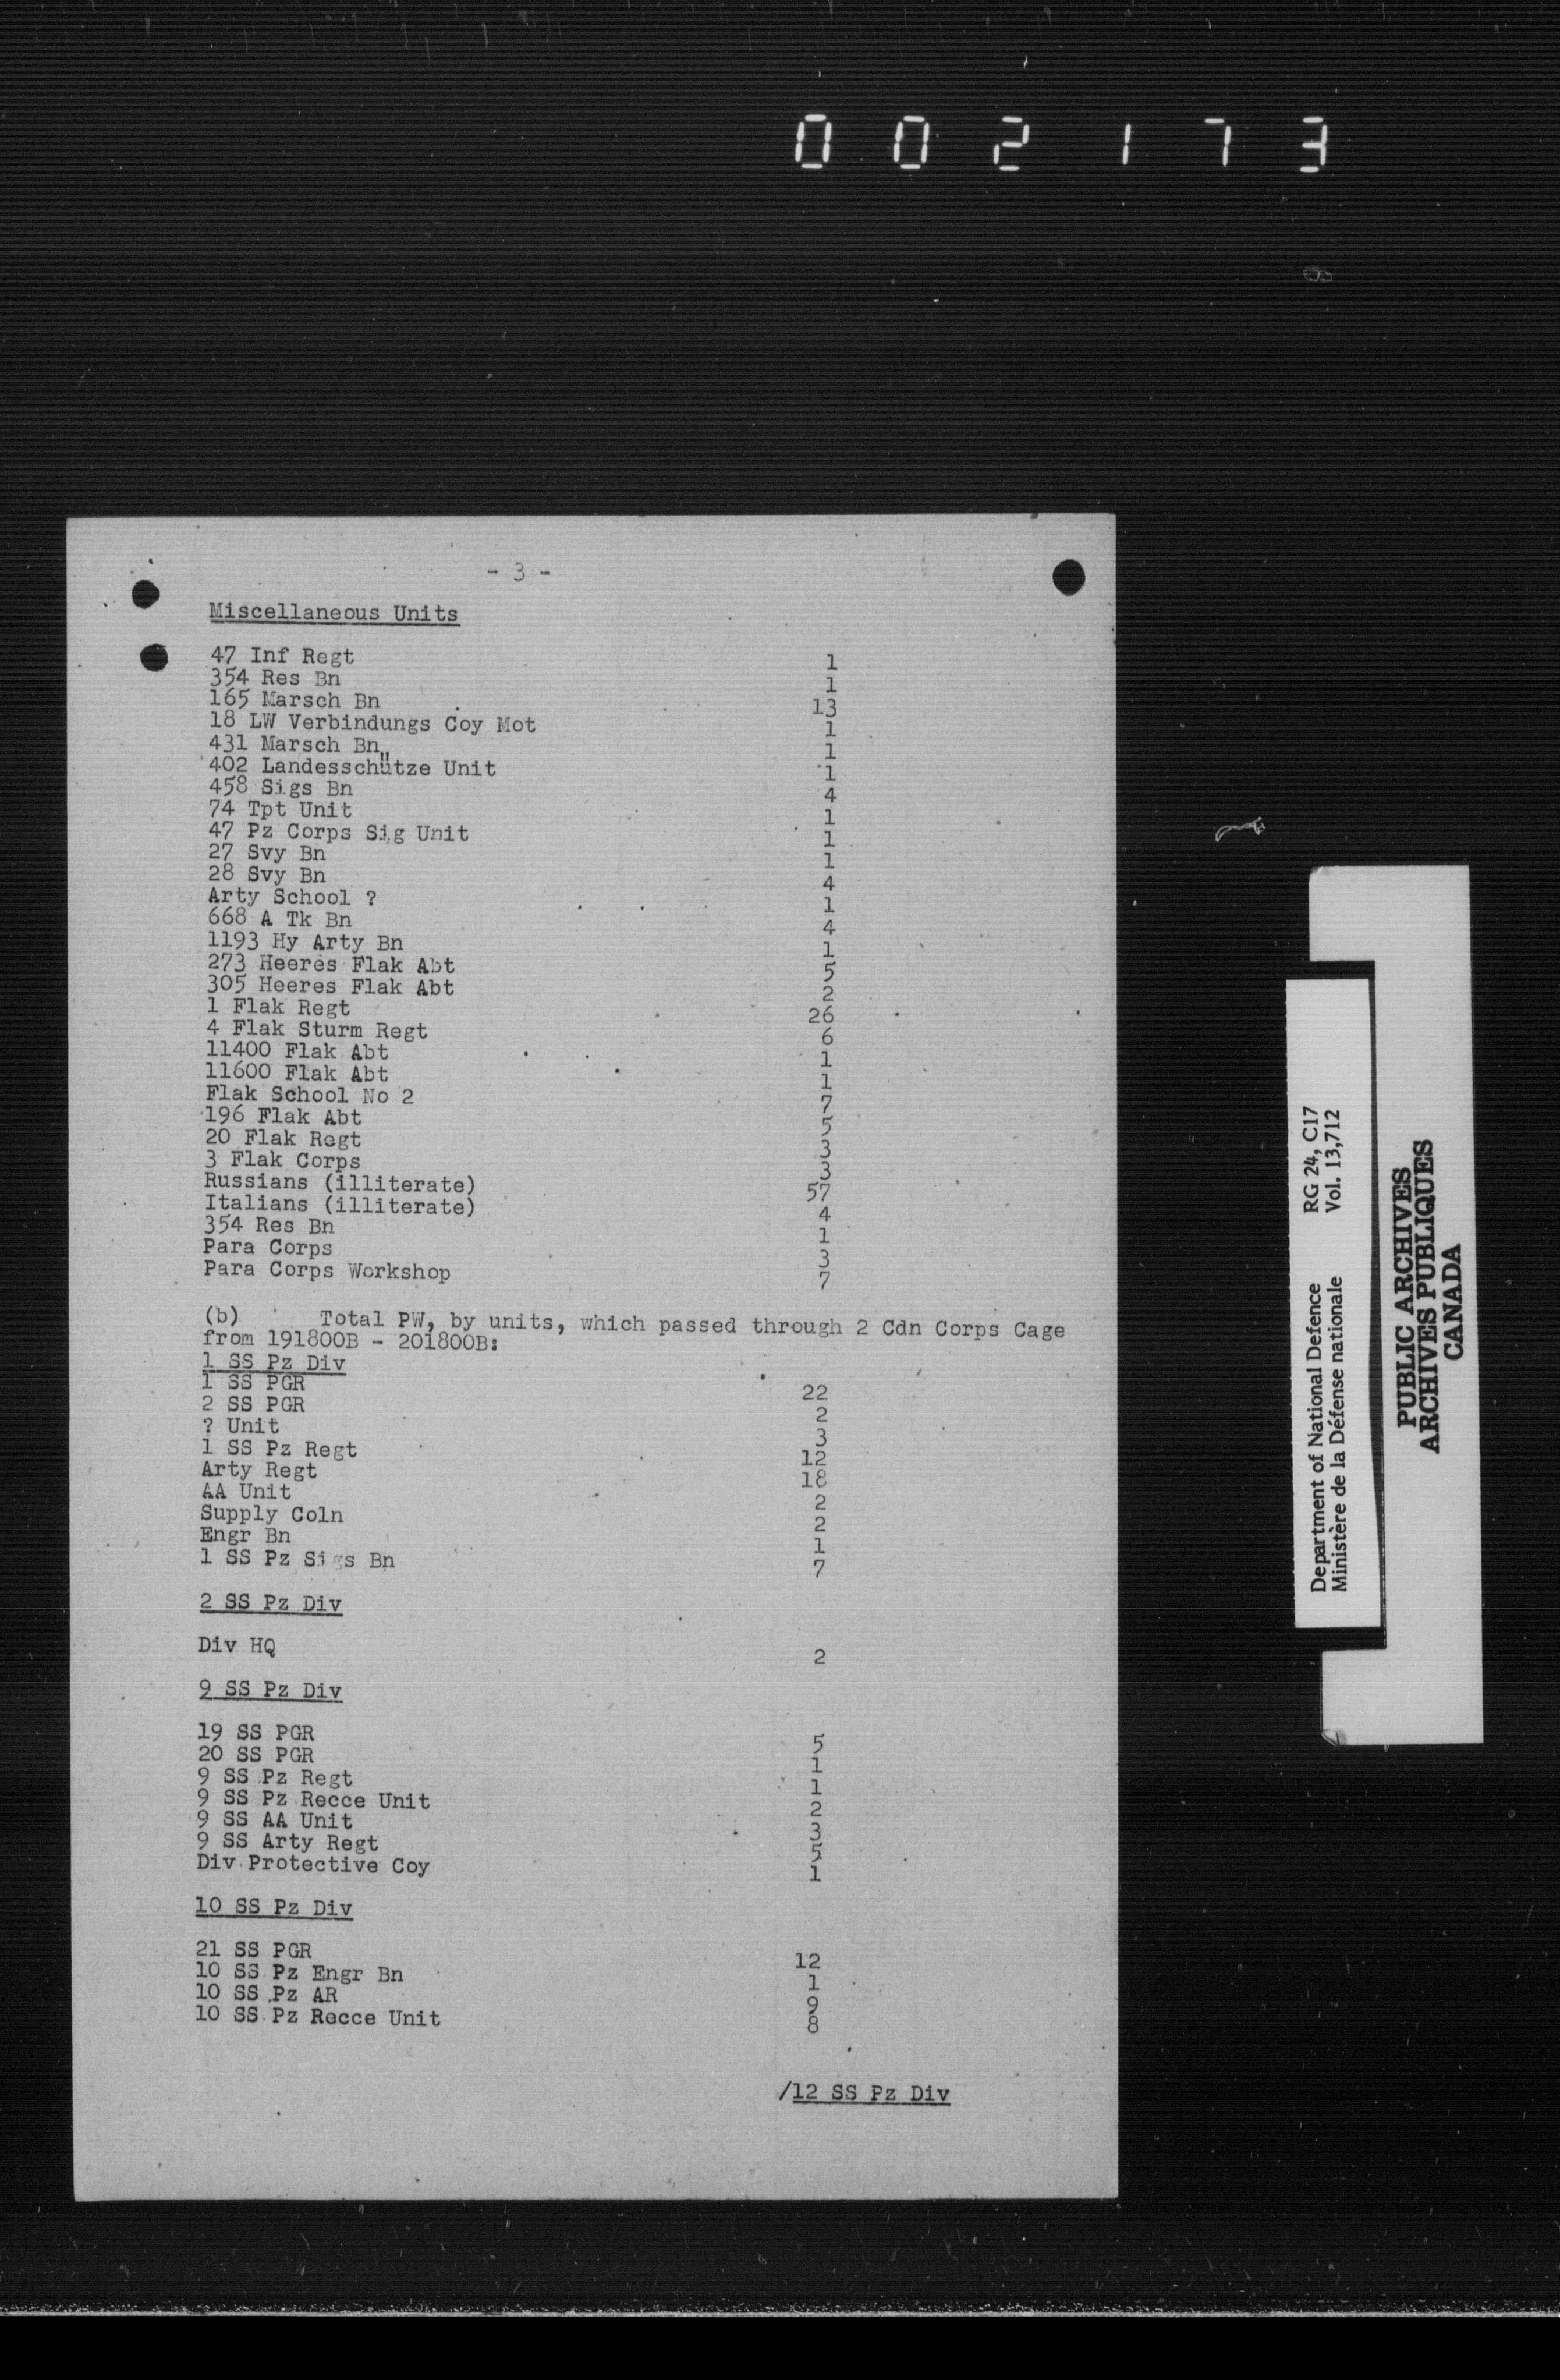 002173
- 3 -
Miscellaneous Units
47 Inf Regt 1
354 Res Bn 1
165 Marsch Bn 13
18 LW Verbindungs Coy Mot 1
431 Marsch Bn 1
402 Landesschütze Unit 1
458 Sigs Bn 4
74 Tpt Unit 1
47 Pz Corps Sig Unit 1
27 Svy Bn 1
28 Svy Bn 4
Arty School ? 1
668 A Tk Bn 4
1193 Hy Arty Bn 1
273 Heeres Flak Abt 5
305 Heeres Flak Abt 2
1 Flak Regt 26
4 Flak Sturm Regt 6
11400 Flak Abt 1
11600 Flak Abt 1
Flak School No 2 7
196 Flak Abt 5
20 Flak Regt 3
3 Flak Corps 3
Russians (illiterate) 57
Italians (illiterate) 4
354 Res Bn 1
Para Corps 3
Para Corps Workshop 7
(b) Total PW, by units, which passed through 2 Cdn Corps Cage
from 191800B - 201800B:
1 SS Pz Div
1 SS PGR 22
2 SS PGR 2
? Unit 3
1 SS Pz Regt 12
Arty Regt 18
AA Unit 2
Supply Coln 2
Engr Bn 1
1 SS Pz Sigs Bn 7
2 SS Pz Div
Div HQ 2
9 SS Pz Div
19 SS PGR 5
20 SS PGR 1
9 SS Pz Regt 1
9 SS Pz Recce Unit 2
9 SS AA Unit 3
9 SS Arty Regt 5
Div Protective Coy 1
10 SS Pz Div
21 SS PGR 12
10 SS Pz Engr Bn 1
10 SS Pz AR 9
10 SS Pz Recce Unit 8
/12 SS Pz Div
Department of National Defence RG 24, C17
Ministère de la Défense nationale Vol. 13,712
PUBLIC ARCHIVES
ARCHIVES PUBLIQUES
CANADA